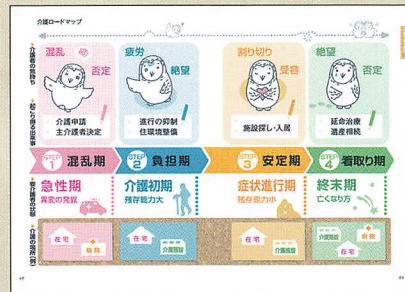 介護ロードマップ
介護者の気持ち
混乱
否定
疲労
絶望
割り切り
受容
絶望
否定
起こり得る出来事
介護申請
主介護者決定
進行の抑制
住環境整備
施設探し・入居
延命治療
遺産相続
STEP 1 混乱期
STEP 2 負担期
STEP 3 安定期
STEP 4 看取り期
要介護者の状態
急性期
異変の発覚
介護初期
残存能力大
症状進行期
残存能力小
終末期
亡くなり方
介護の場所(例)
在宅
病院
在宅
介護施設
在宅
介護施設
介護施設
病院
在宅